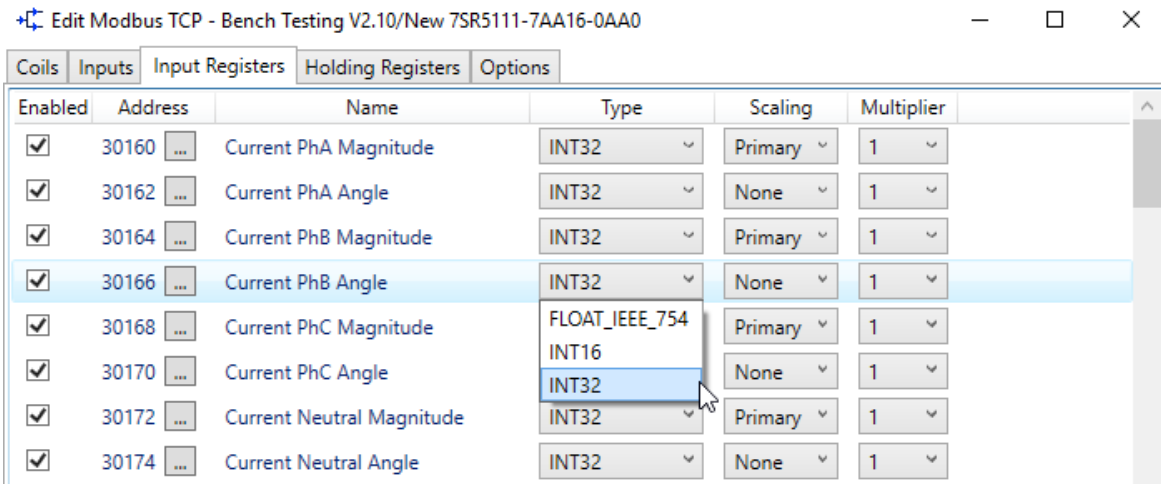 Edit Modbus TCP - Bench Testing V2.10/New 7SR5111-7AA16-0AA0
Coils Inputs Input Registers Holding Registers Options
Enabled Address Name Type Scaling Multiplier
30160 ... Current PhA Magnitude INT32 Primary 1
30162 ... Current PhA Angle INT32 None 1
30164 ... Current PhB Magnitude INT32 Primary 1
30166 ... Current PhB Angle INT32 None 1
30168 ... Current PhC Magnitude FLOAT_IEEE_754 Primary 1
INT16
30170 ... Current PhC Angle INT32 None 1
30172 ... Current Neutral Magnitude INT32 Primary 1
30174 ... Current Neutral Angle INT32 None 1